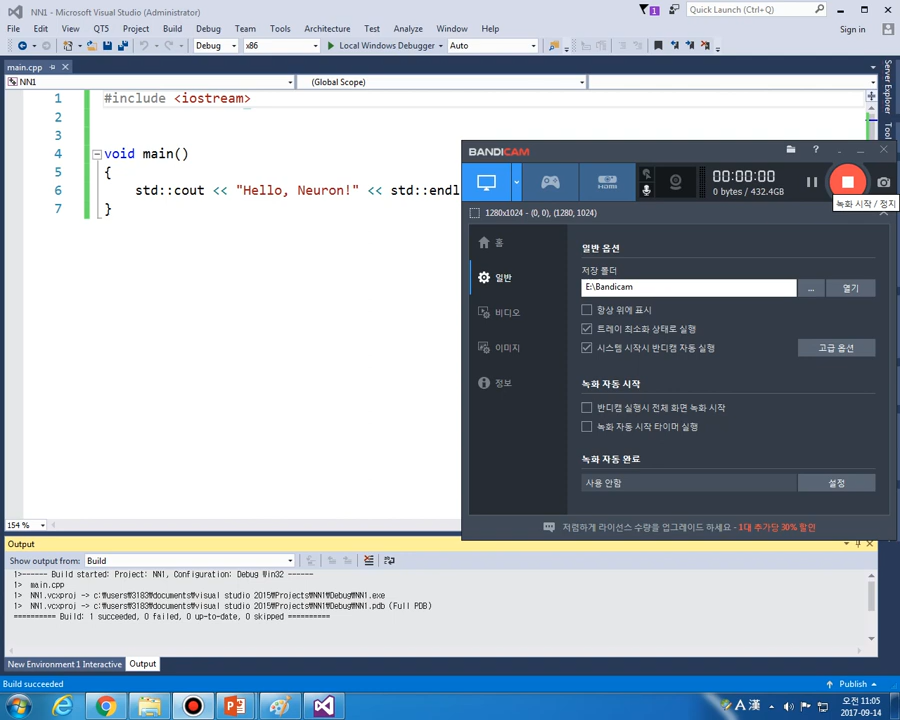 NN1 - Microsoft Visual Studio (Administrator)
1
Quick Launch (Ctrl+Q)
File Edit View QT5 Project Build Debug Team Tools Architecture Test Analyze Window Help
Sign in
Debug x86 Local Windows Debugger Auto
main.cpp
NN1 (Global Scope)
Server Explorer
Tool
1 #include <iostream>
2
3
4 void main()
5 {
6 std::cout << "Hello, Neuron!" << std::endl
7 }
BANDICAM
00:00:00
0 bytes / 432.4GB
HDMI
녹화 시작 / 정지
1280x1024 - (0, 0), (1280, 1024)
홈
일반
비디오
이미지
정보
일반 옵션
저장 폴더
E:\Bandicam
... 열기
항상 위에 표시
트레이 최소화 상태로 실행
시스템 시작시 반디캠 자동 실행
고급 옵션
녹화 자동 시작
반디캠 실행시 전체 화면 녹화 시작
녹화 자동 시작 타이머 실행
녹화 자동 완료
사용 안함 설정
저렴하게 라이선스 수량을 업그레이드 하세요 - 1대 추가당 30% 할인
154 %
Output
Show output from: Build
1>------ Build started: Project: NN1, Configuration: Debug Win32 ------
1> main.cpp
1> NN1.vcxproj -> c:₩users₩3183₩documents₩visual studio 2015₩Projects₩NN1₩Debug₩NN1.exe
1> NN1.vcxproj -> c:₩users₩3183₩documents₩visual studio 2015₩Projects₩NN1₩Debug₩NN1.pdb (Full PDB)
========== Build: 1 succeeded, 0 failed, 0 up-to-date, 0 skipped ==========
New Environment 1 Interactive Output
Build succeeded
Publish
A 漢
오전 11:05
2017-09-14